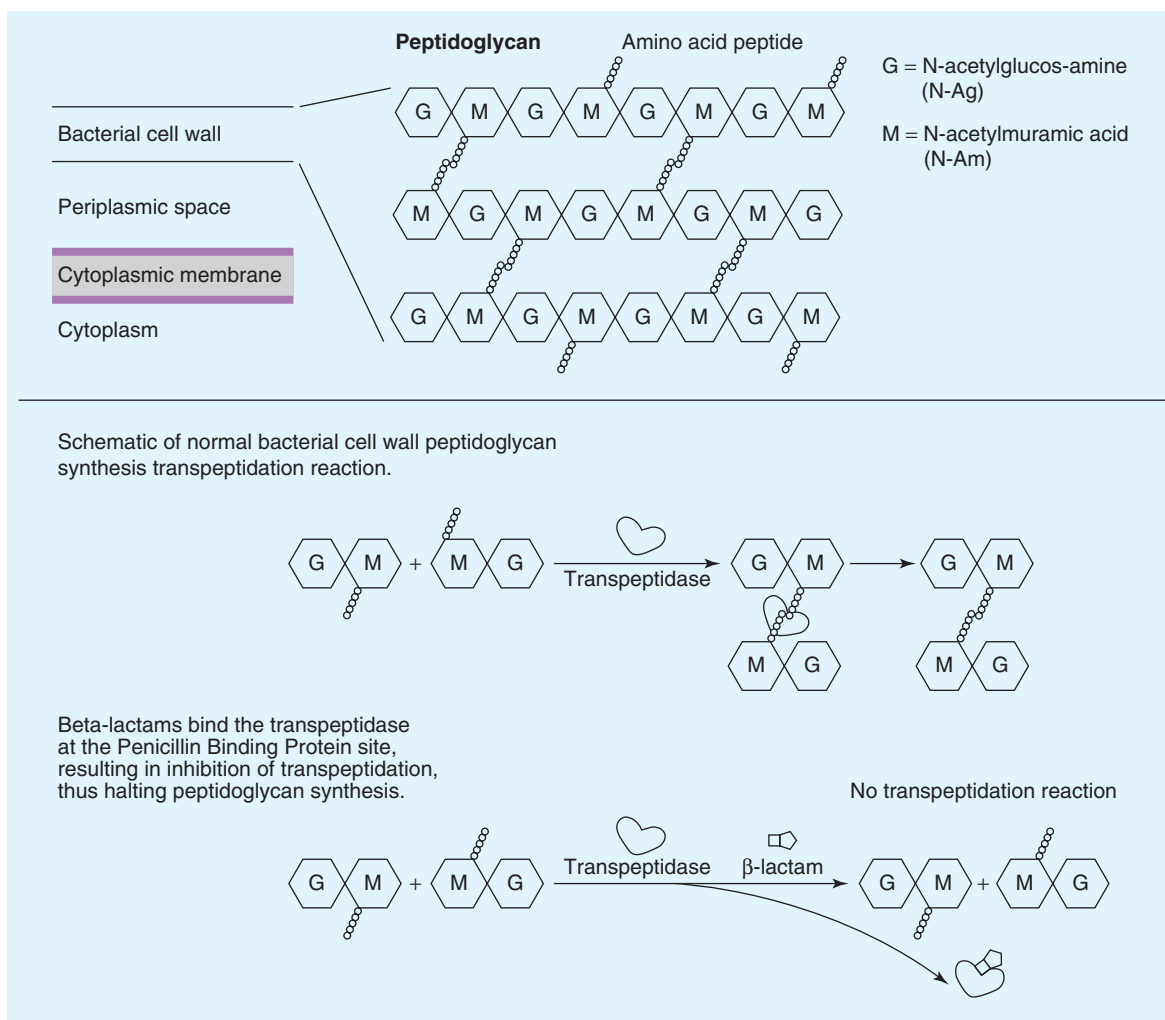 Peptidoglycan
Amino acid peptide
G = N-acetylglucos-amine
(N-Ag)
M = N-acetylmuramic acid
(N-Am)
Bacterial cell wall
Periplasmic space
Cytoplasmic membrane
Cytoplasm
G M G M G M G M
M G M G M G M G
G M G M G M G M
Schematic of normal bacterial cell wall peptidoglycan
synthesis transpeptidation reaction.
G M + M G
Transpeptidase
G M
M G
G M
M G
Beta-lactams bind the transpeptidase
at the Penicillin Binding Protein site,
resulting in inhibition of transpeptidation,
thus halting peptidoglycan synthesis.
No transpeptidation reaction
G M + M G
Transpeptidase
β-lactam
G M + M G